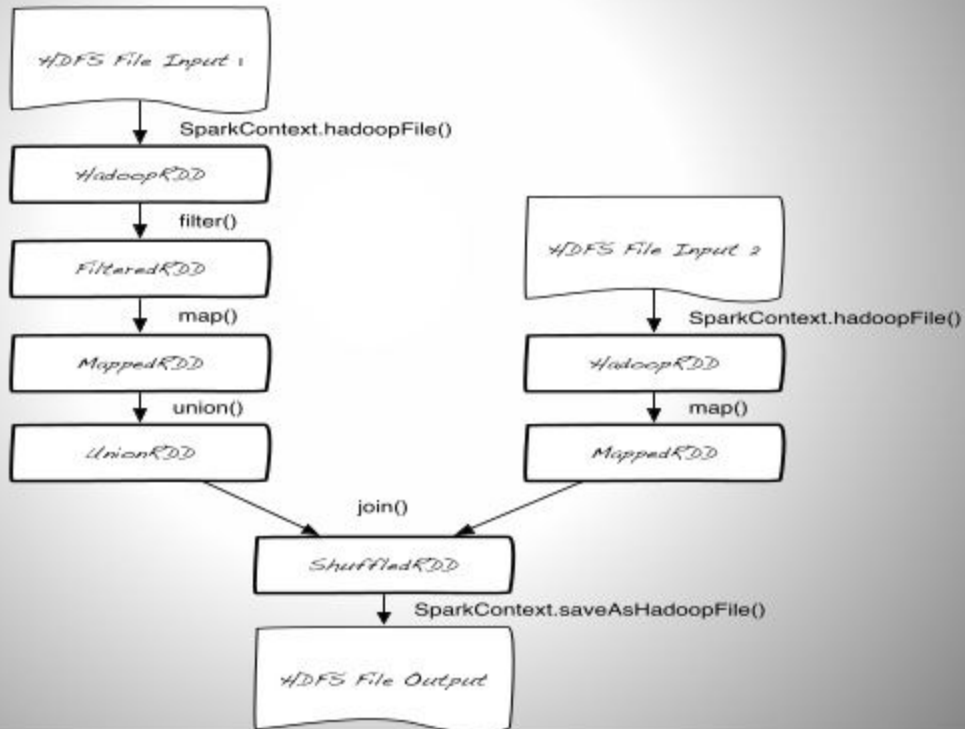 HDFS File Input 1
SparkContext.hadoopFile()
HadoopRDD
filter()
FilteredRDD
map()
MappedRDD
union()
UnionRDD
HDFS File Input 2
SparkContext.hadoopFile()
HadoopRDD
map()
MappedRDD
join()
ShuffledRDD
SparkContext.saveAsHadoopFile()
HDFS File Output